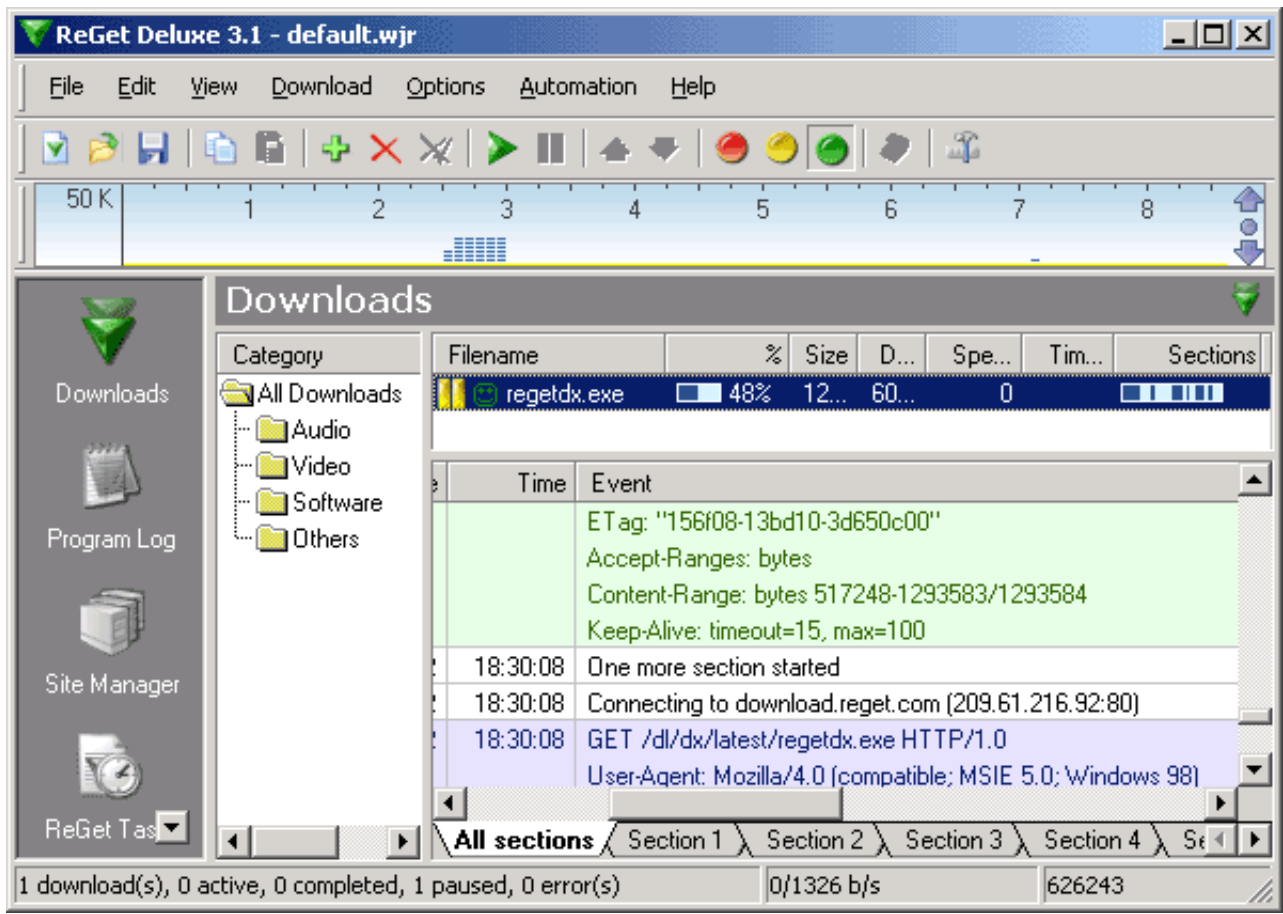 ReGet Deluxe 3.1 - default.wjr
File Edit View Download Options Automation Help
50 K 1 2 3 4 5 6 7 8
Downloads
Downloads
Program Log
Site Manager
ReGet Tas
Category
All Downloads
Audio
Video
Software
Others
Filename % Size D... Spe... Tim... Sections
regetdx.exe 48% 12... 60... 0
Time Event
ETag: "156f08-13bd10-3d650c00"
Accept-Ranges: bytes
Content-Range: bytes 517248-1293583/1293584
Keep-Alive: timeout=15, max=100
18:30:08 One more section started
18:30:08 Connecting to download.reget.com (209.61.216.92:80)
18:30:08 GET /dl/dx/latest/regetdx.exe HTTP/1.0
User-Agent: Mozilla/4.0 (compatible; MSIE 5.0; Windows 98)
All sections Section 1 Section 2 Section 3 Section 4 Se
1 download(s), 0 active, 0 completed, 1 paused, 0 error(s) 0/1326 b/s 626243